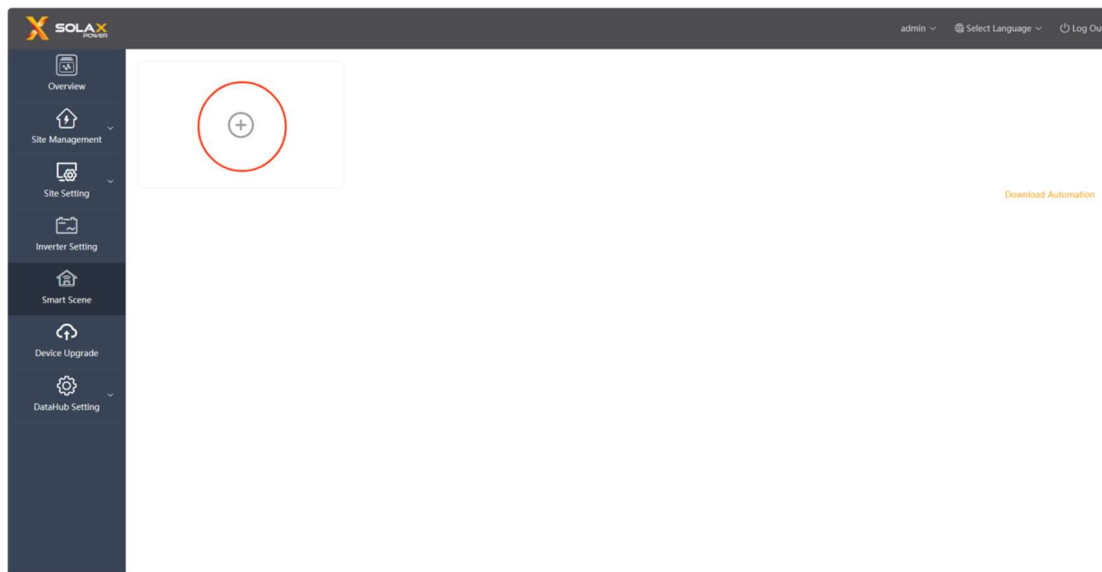 SOLAX
POWER
admin
Select Language
Log Ou
Overview
Site Management
Site Setting
Inverter Setting
Smart Scene
Device Upgrade
DataHub Setting
Download Automation